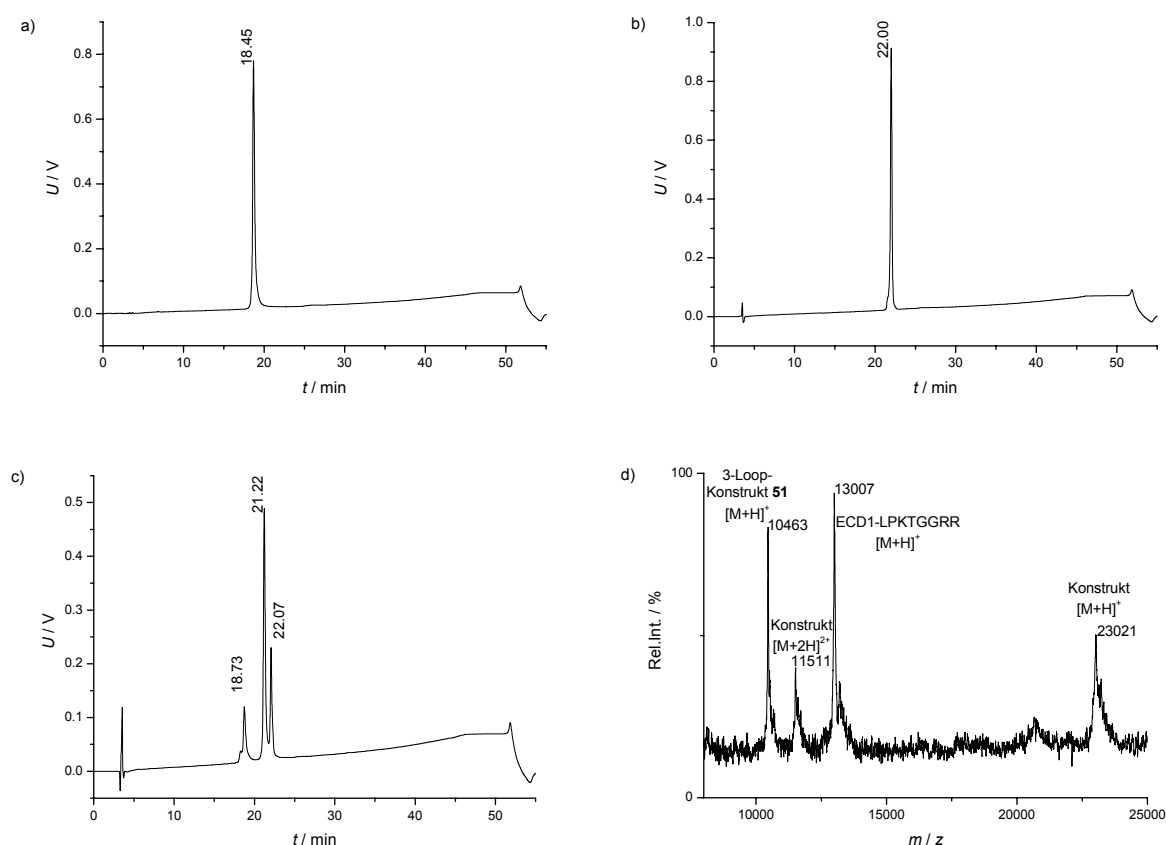 a)
18.45
0.8
0.6
0.4
0.2
0.0
U / V
0 10 20 30 40 50
t / min
b)
22.00
1.0
0.8
0.6
0.4
0.2
0.0
U / V
0 10 20 30 40 50
t / min
c)
18.73
21.22
22.07
0.5
0.4
0.3
0.2
0.1
0.0
U / V
0 10 20 30 40 50
t / min
d)
100
0
Rel.Int. / %
3-Loop-
Konstrukt 51
[M+H]+
10463
Konstrukt
[M+2H]2+
11511
13007
ECD1-LPKTGGRR
[M+H]+
Konstrukt
[M+H]+
23021
10000 15000 20000 25000
m / z